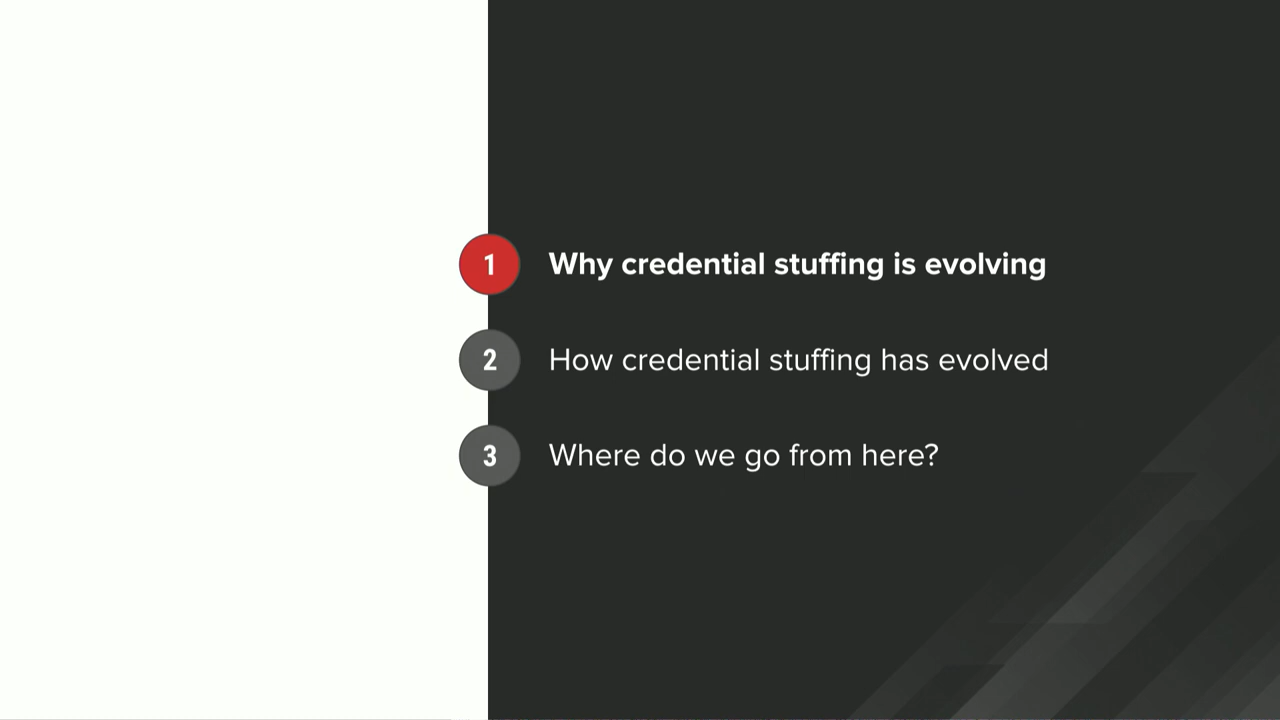 1 Why credential stuffing is evolving
2 How credential stuffing has evolved
3 Where do we go from here?